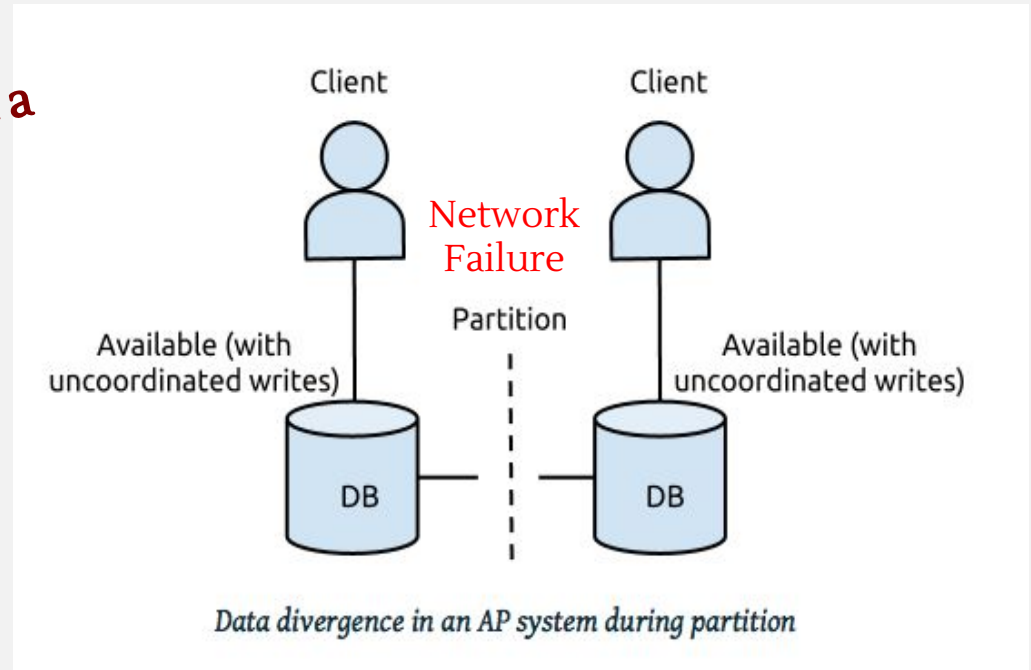 Client
Client
a
Network
Failure
Partition
Available (with
uncoordinated writes)
Available (with
uncoordinated writes)
DB
DB
Data divergence in an AP system during partition